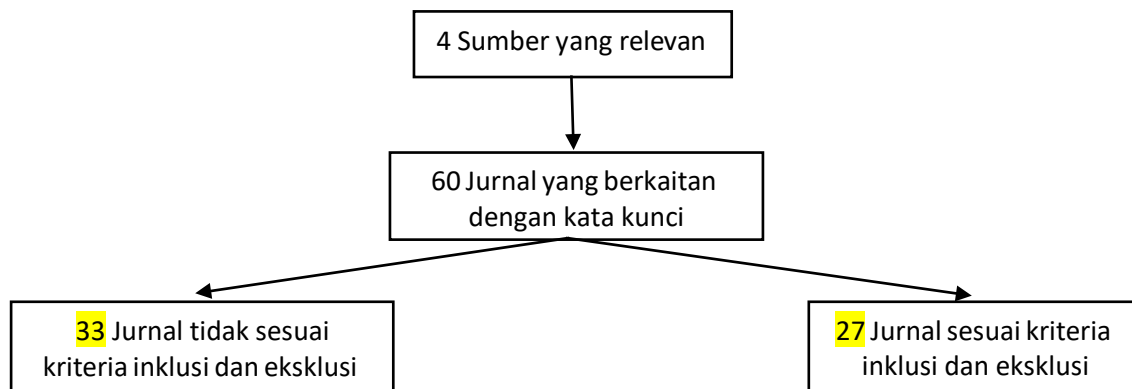 4 Sumber yang relevan
60 Jurnal yang berkaitan
dengan kata kunci
33 Jurnal tidak sesuai
kriteria inklusi dan eksklusi
27 Jurnal sesuai kriteria
inklusi dan eksklusi